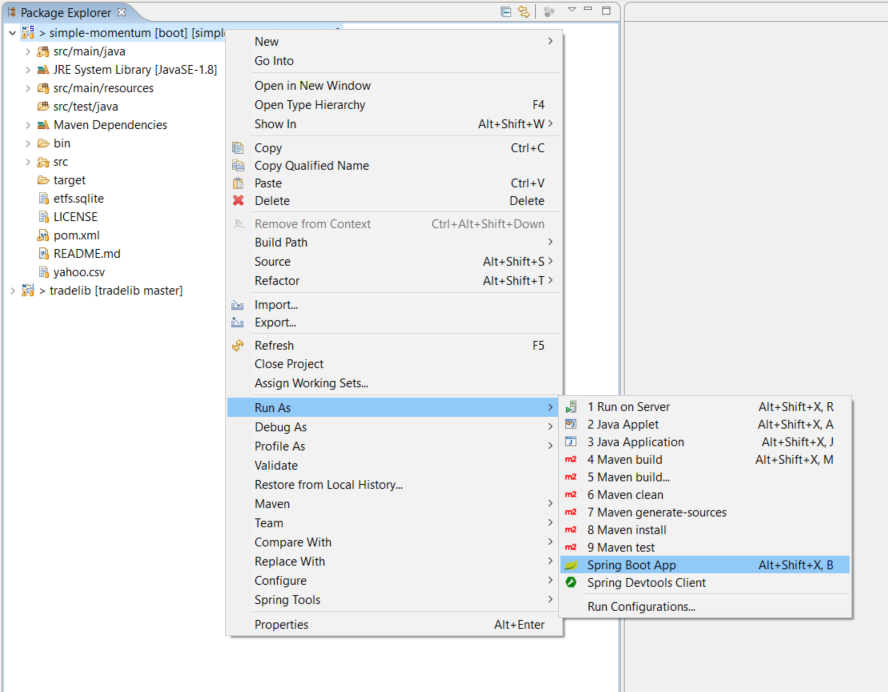 Package Explorer
> simple-momentum [boot]
> src/main/java
> JRE System Library [JavaSE-1.8]
> src/main/resources
src/test/java
> Maven Dependencies
> bin
> src
target
etfs.sqlite
LICENSE
pom.xml
README.md
yahoo.csv
> > tradelib [tradelib master]
New >
Go Into
Open in New Window
Open Type Hierarchy F4
Show In Alt+Shift+W >
Copy Ctrl+C
Copy Qualified Name
Paste Ctrl+V
Delete Delete
Remove from Context Ctrl+Alt+Shift+Down
Build Path >
Source Alt+Shift+S >
Refactor Alt+Shift+T >
Import...
Export...
Refresh F5
Close Project
Assign Working Sets...
Run As >
Debug As >
Profile As >
Validate
Restore from Local History...
Maven >
Team >
Compare With >
Replace With >
Configure >
Spring Tools >
Properties Alt+Enter
1 Run on Server Alt+Shift+X, R
2 Java Applet Alt+Shift+X, A
3 Java Application Alt+Shift+X, J
m2 4 Maven build Alt+Shift+X, M
m2 5 Maven build...
m2 6 Maven clean
m2 7 Maven generate-sources
m2 8 Maven install
m2 9 Maven test
Spring Boot App Alt+Shift+X, B
Spring Devtools Client
Run Configurations...